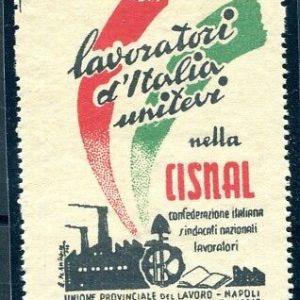 lavoratori
d'Italia
unitevi
nella
CISNAL
confederazione italiana
sindacati nazionali
lavoratori
UNIONE PROVINCIALE DEL LAVORO - NAPOLI